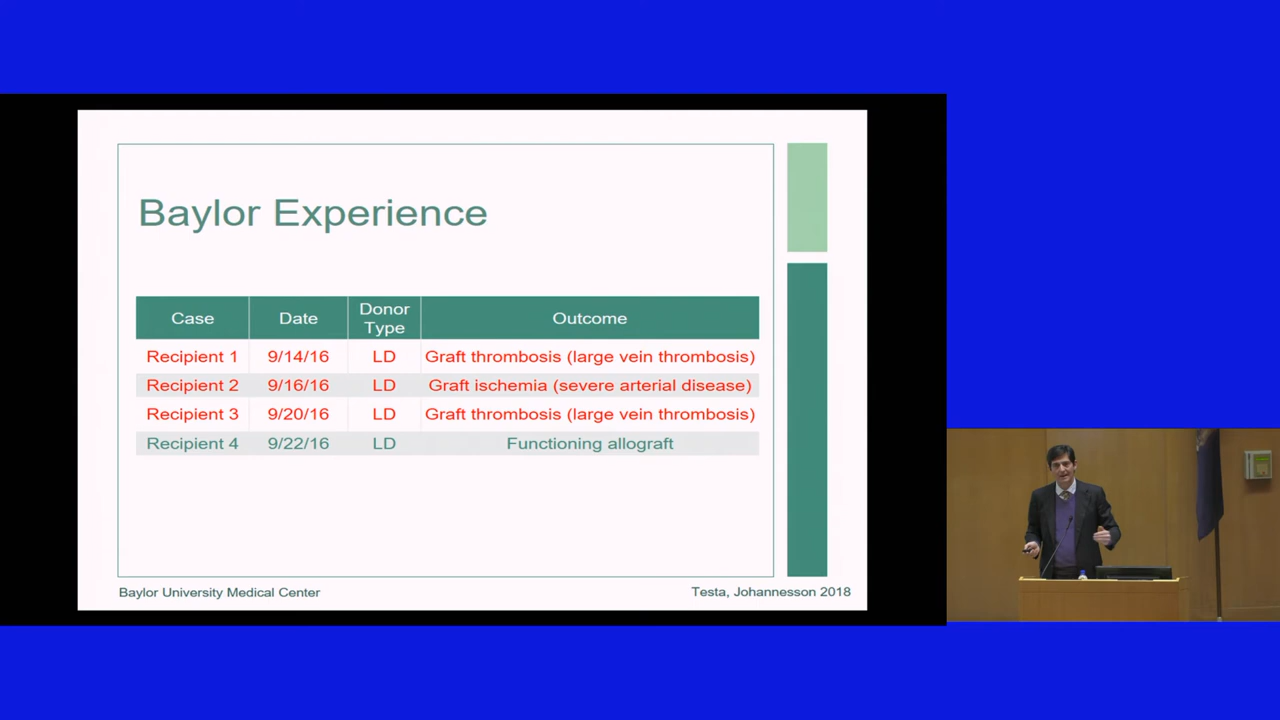 Baylor Experience
Case Date Donor Type Outcome
Recipient 1 9/14/16 LD Graft thrombosis (large vein thrombosis)
Recipient 2 9/16/16 LD Graft ischemia (severe arterial disease)
Recipient 3 9/20/16 LD Graft thrombosis (large vein thrombosis)
Recipient 4 9/22/16 LD Functioning allograft
Baylor University Medical Center Testa, Johannesson 2018